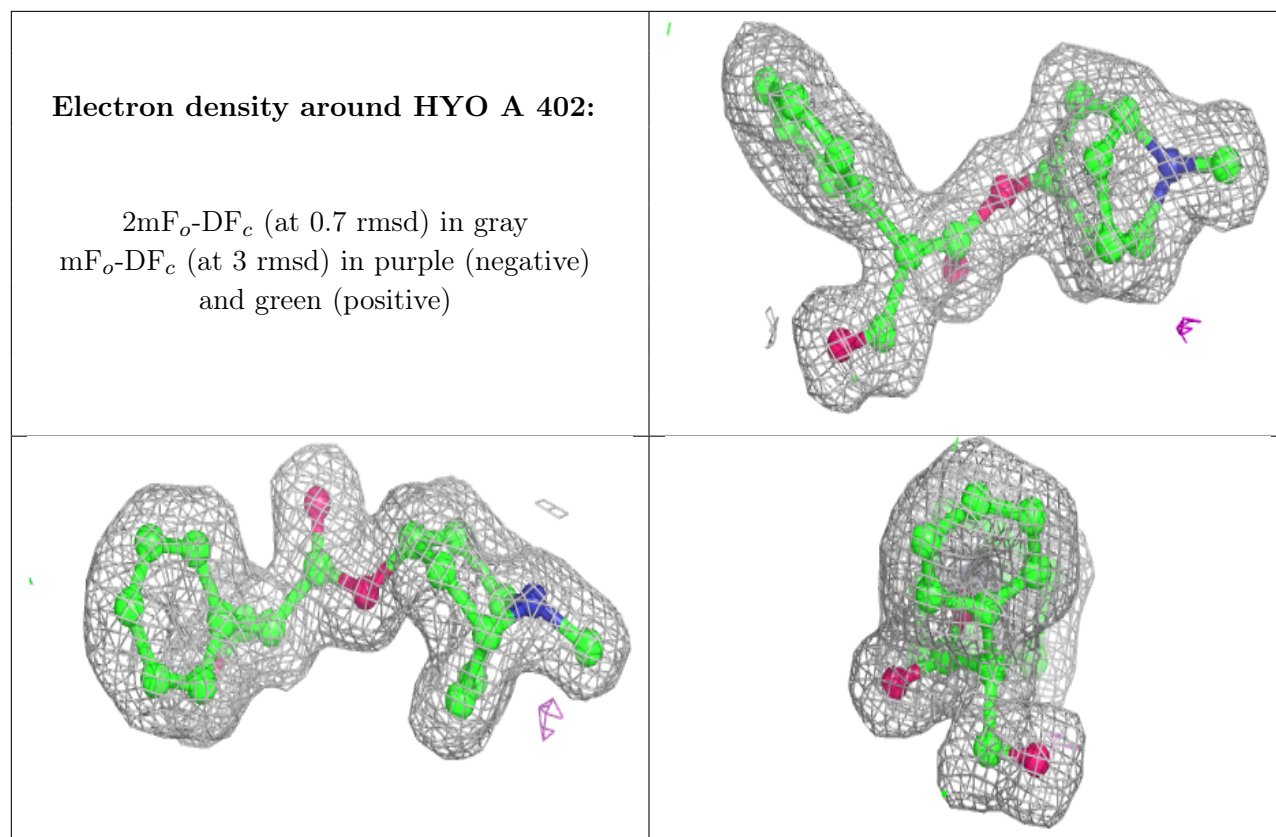 Electron density around HYO A 402:
2mFo-DFc (at 0.7 rmsd) in gray
mFo-DFc (at 3 rmsd) in purple (negative)
and green (positive)